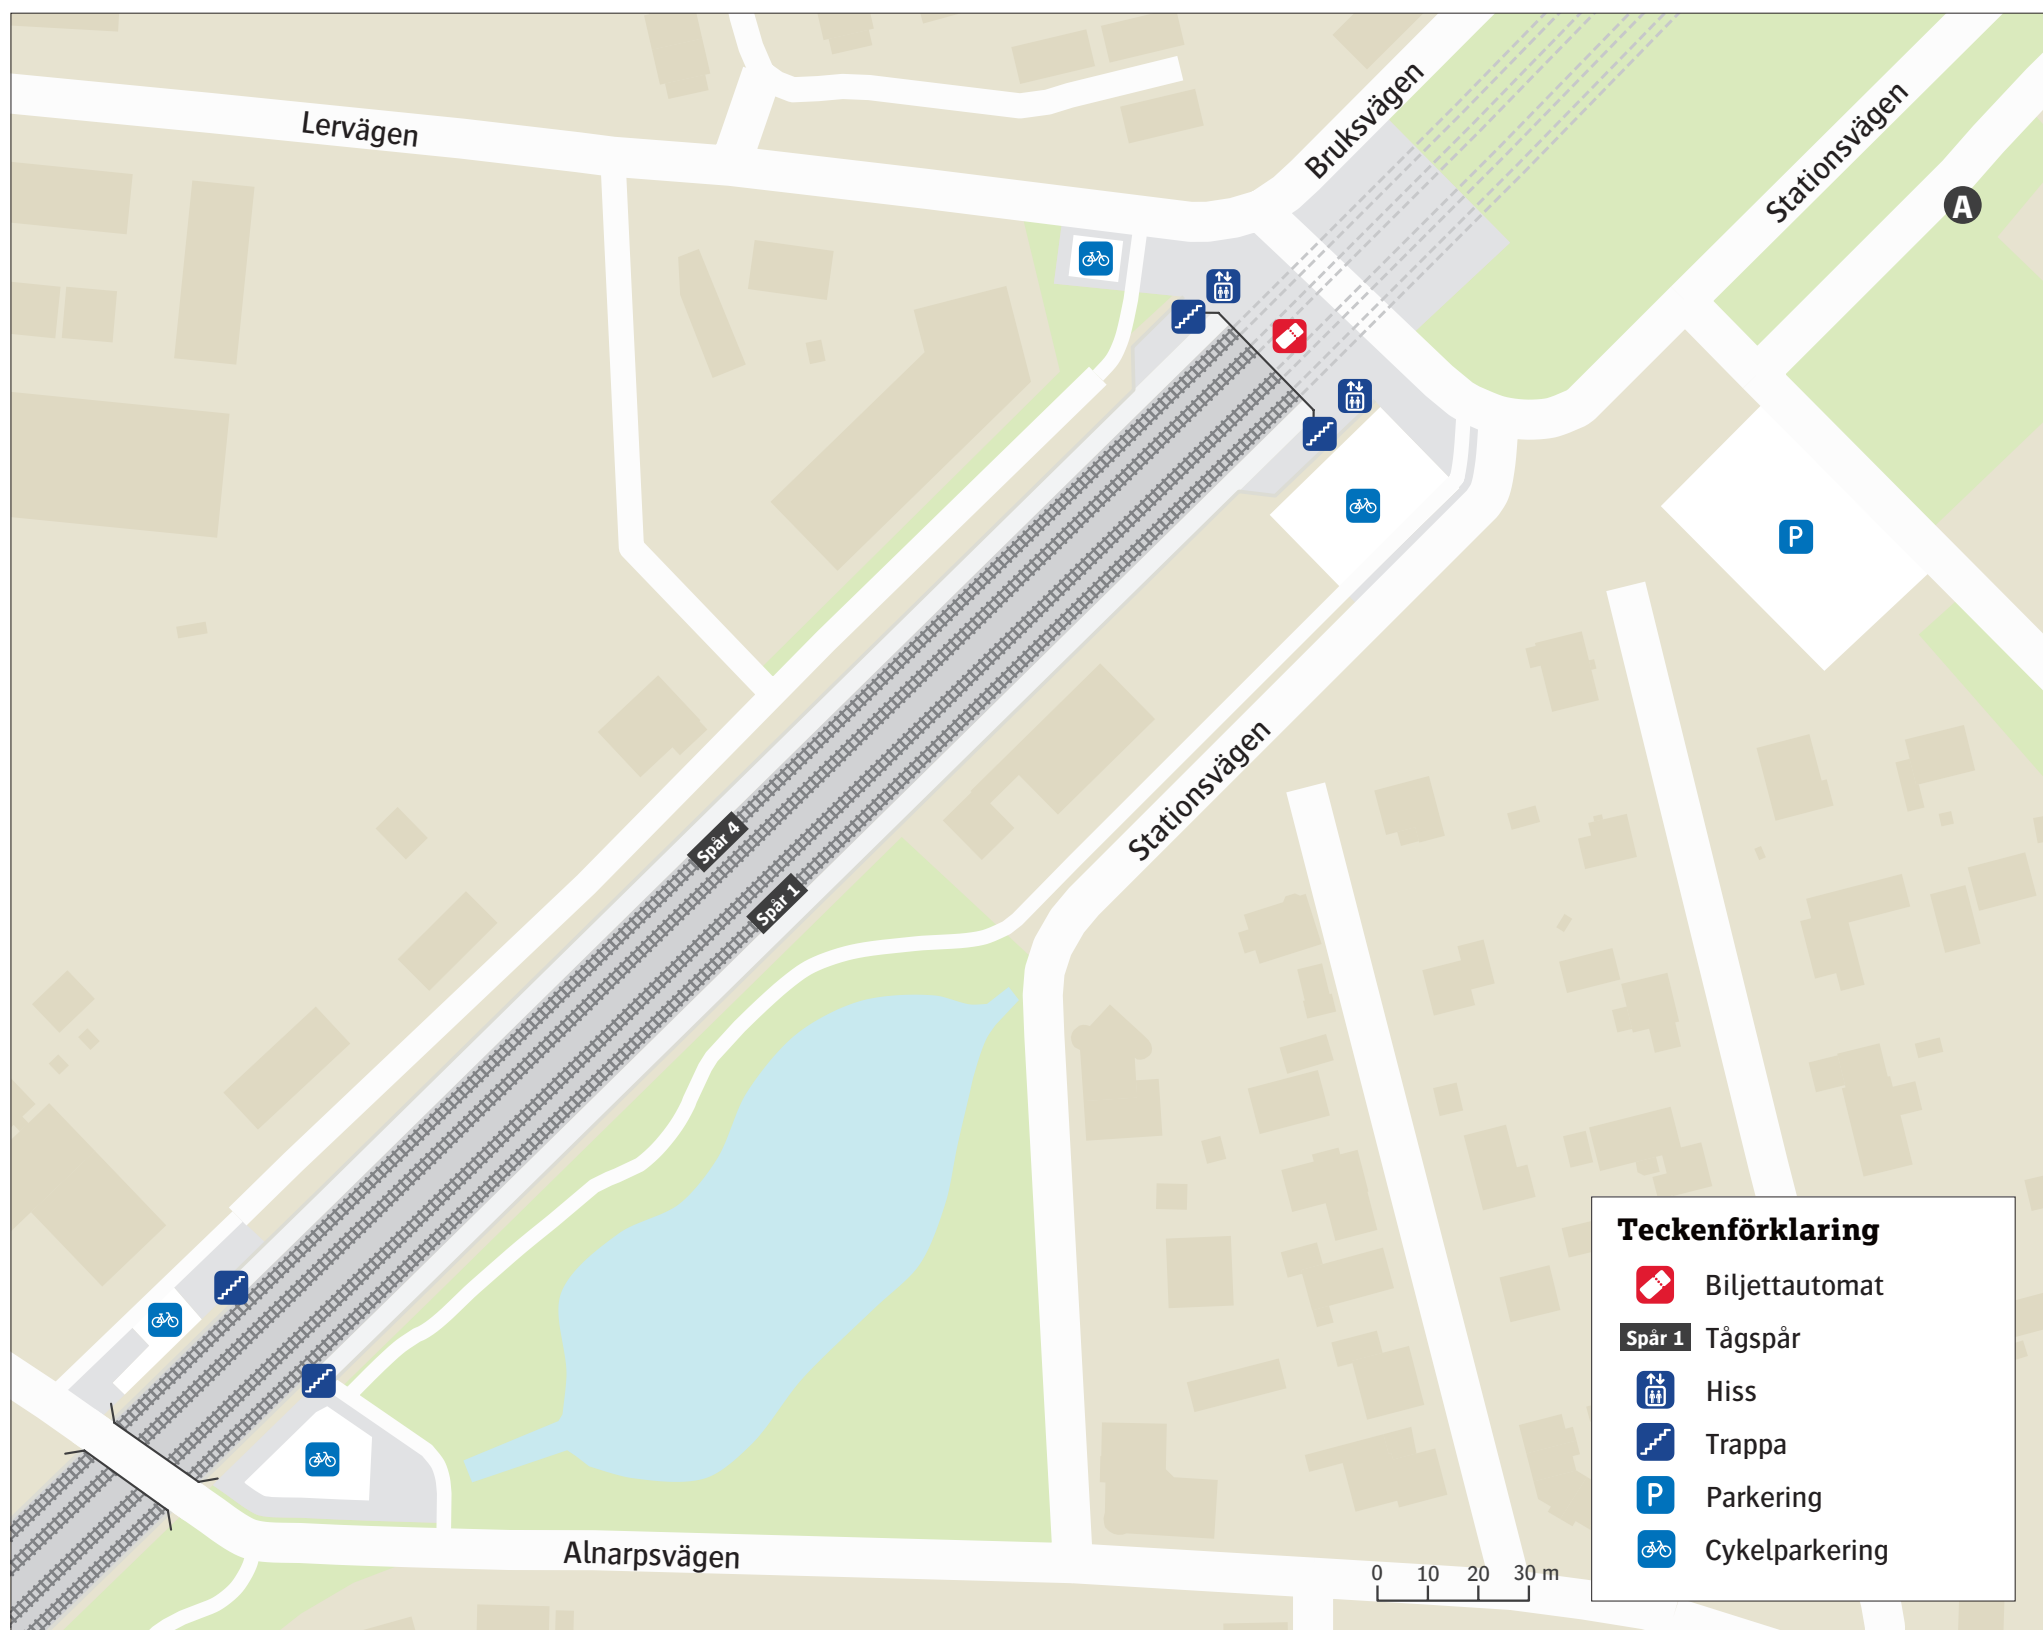 Lervägen
Bruksvägen
Stationsvägen
A
P
Stationsvägen
Spår 4
Spår 1
Alnarpsvägen
0 10 20 30 m
Teckenförklaring
Biljettautomat
Spår 1 Tågspår
Hiss
Trappa
P Parkering
Cykelparkering